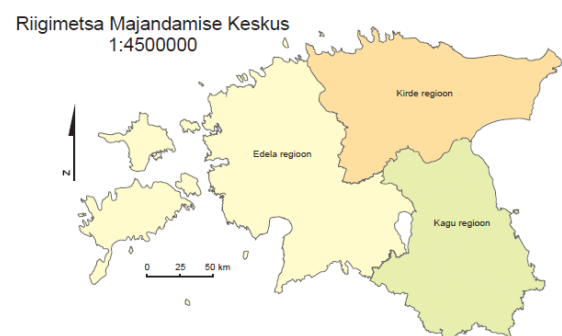 Riigimetsa Majandamise Keskus
1:4500000
Kirde regioon
Edela regioon
Kagu regioon
N
0 25 50 km